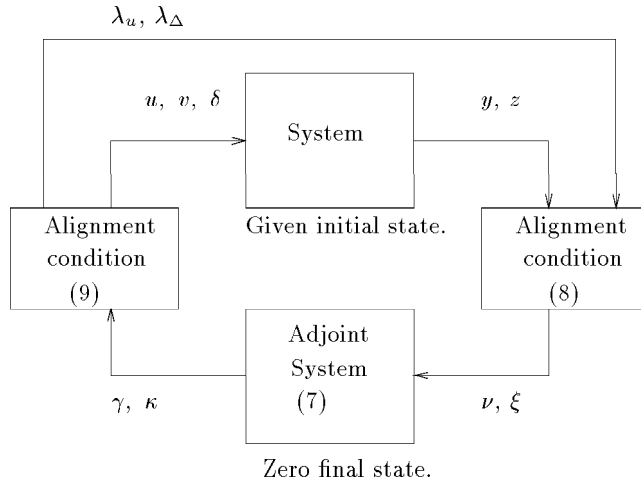 λ_u, λ_Δ
u, v, δ
System
y, z
Given initial state.
Alignment
condition
(9)
Alignment
condition
(8)
Adjoint
System
(7)
γ, κ
ν, ξ
Zero final state.